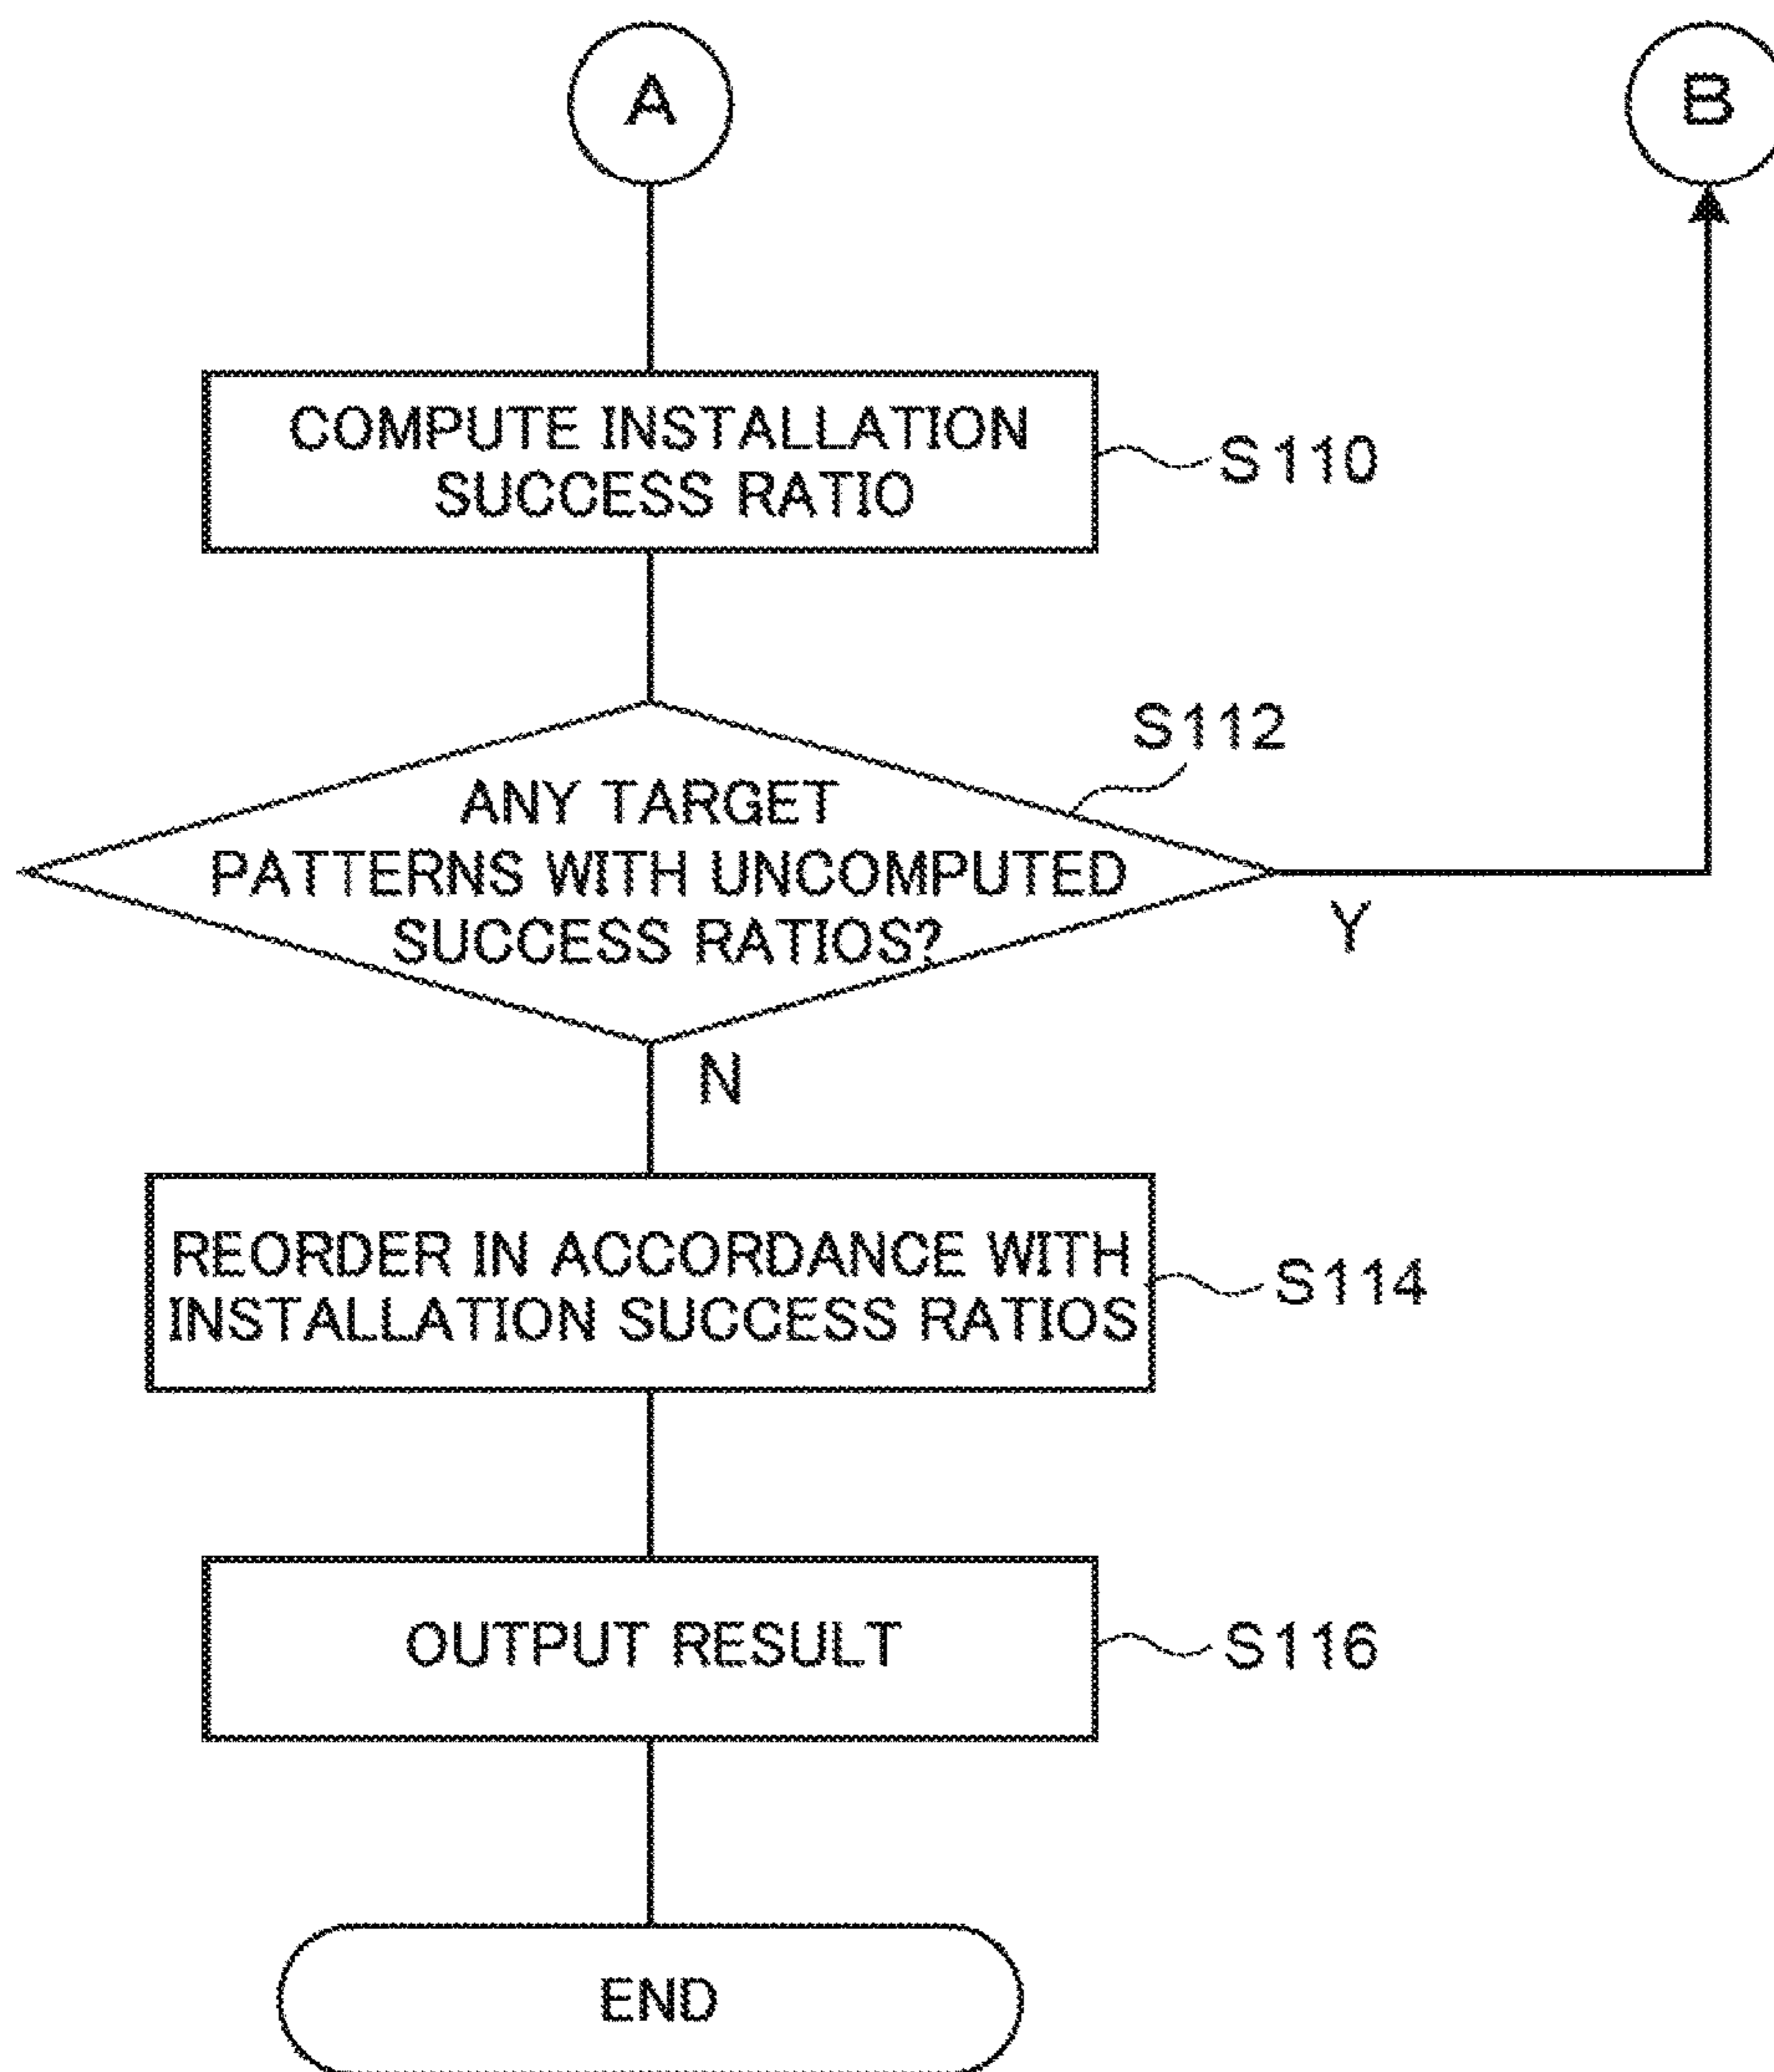 A
B
COMPUTE INSTALLATION
SUCCESS RATIO
S110
S112
ANY TARGET
PATTERNS WITH UNCOMPUTED
SUCCESS RATIOS?
Y
N
REORDER IN ACCORDANCE WITH
INSTALLATION SUCCESS RATIOS
S114
OUTPUT RESULT
S116
END